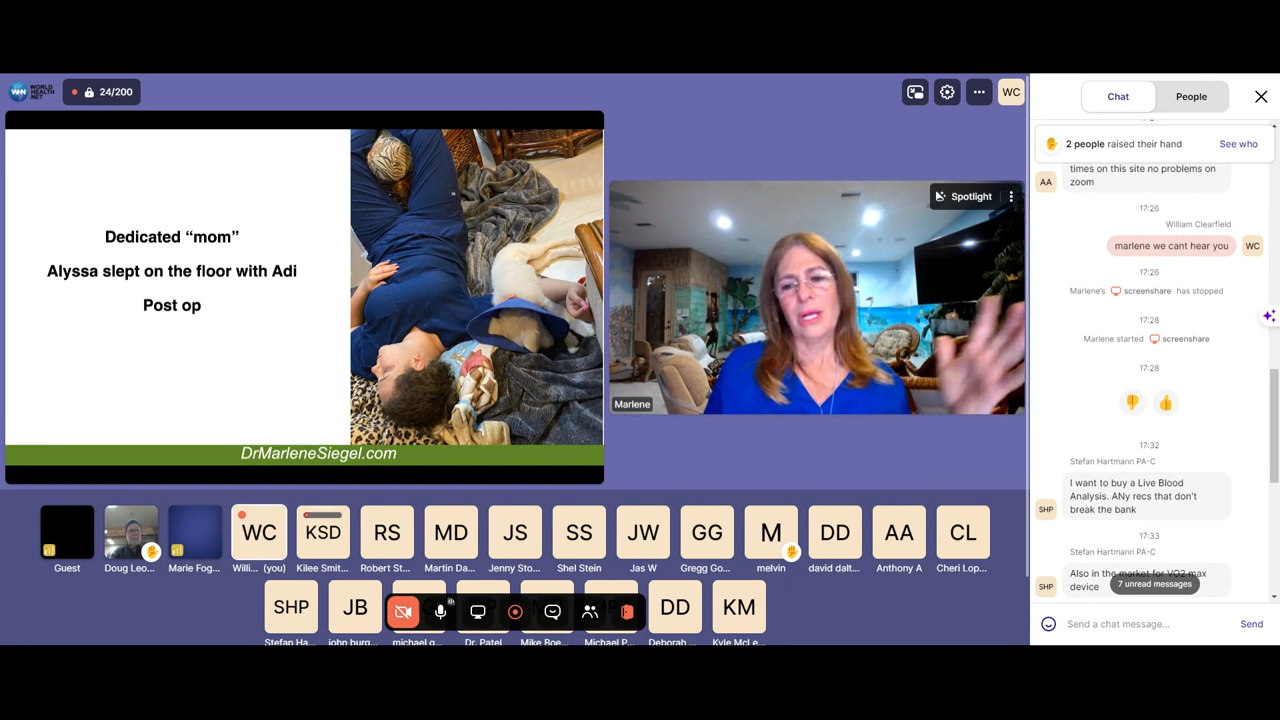 WORLD
HEALTH
NET
24/200
WC
Chat
People
2 people raised their hand
See who
Dedicated “mom”
Alyssa slept on the floor with Adi
Post op
DrMarleneSiegel.com
Spotlight
Marlene
times on this site no problems on
zoom
AA
17:26
William Clearfield
marlene we cant hear you
WC
17:26
Marlene's screenshare has stopped
17:28
Marlene started screenshare
17:28
17:32
Stefan Hartmann PA-C
I want to buy a Live Blood
Analysis. ANy recs that don't
break the bank
SHP
17:33
Stefan Hartmann PA-C
Also in the market for VO2 max
device
SHP
7 unread messages
Send a chat message...
Send
WC
KSD
RS
MD
JS
SS
JW
GG
M
DD
AA
CL
Guest
Doug Leo...
Marie Fog...
Willi... (you)
Kilee Smit...
Robert St...
Martin Da...
Jenny Sto...
Shel Stein
Jas W
Gregg Go...
melvin
david dalt...
Anthony A
Cheri Lop...
SHP
JB
DD
KM
Stefan Ha...
john burg...
michael g...
Dr. Patel
Mike Boe...
Michael P...
Deborah ...
Kyle McLe...